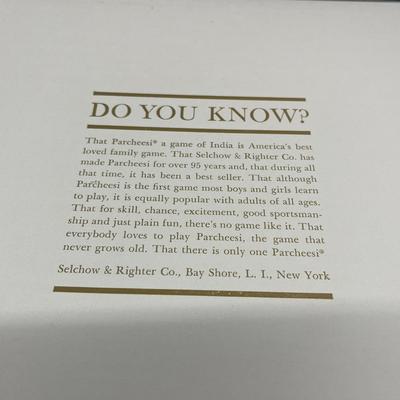 DO YOU KNOW?
That Parcheesi® a game of India is America's best
loved family game. That Selchow & Righter Co. has
made Parcheesi for over 95 years and, that during all
that time, it has been a best seller. That although
Parcheesi is the first game most boys and girls learn
to play, it is equally popular with adults of all ages.
That for skill, chance, excitement, good sportsman-
ship and just plain fun, there's no game like it. That
everybody loves to play Parcheesi, the game that
never grows old. That there is only one Parcheesi®
Selchow & Righter Co., Bay Shore, L. I., New York